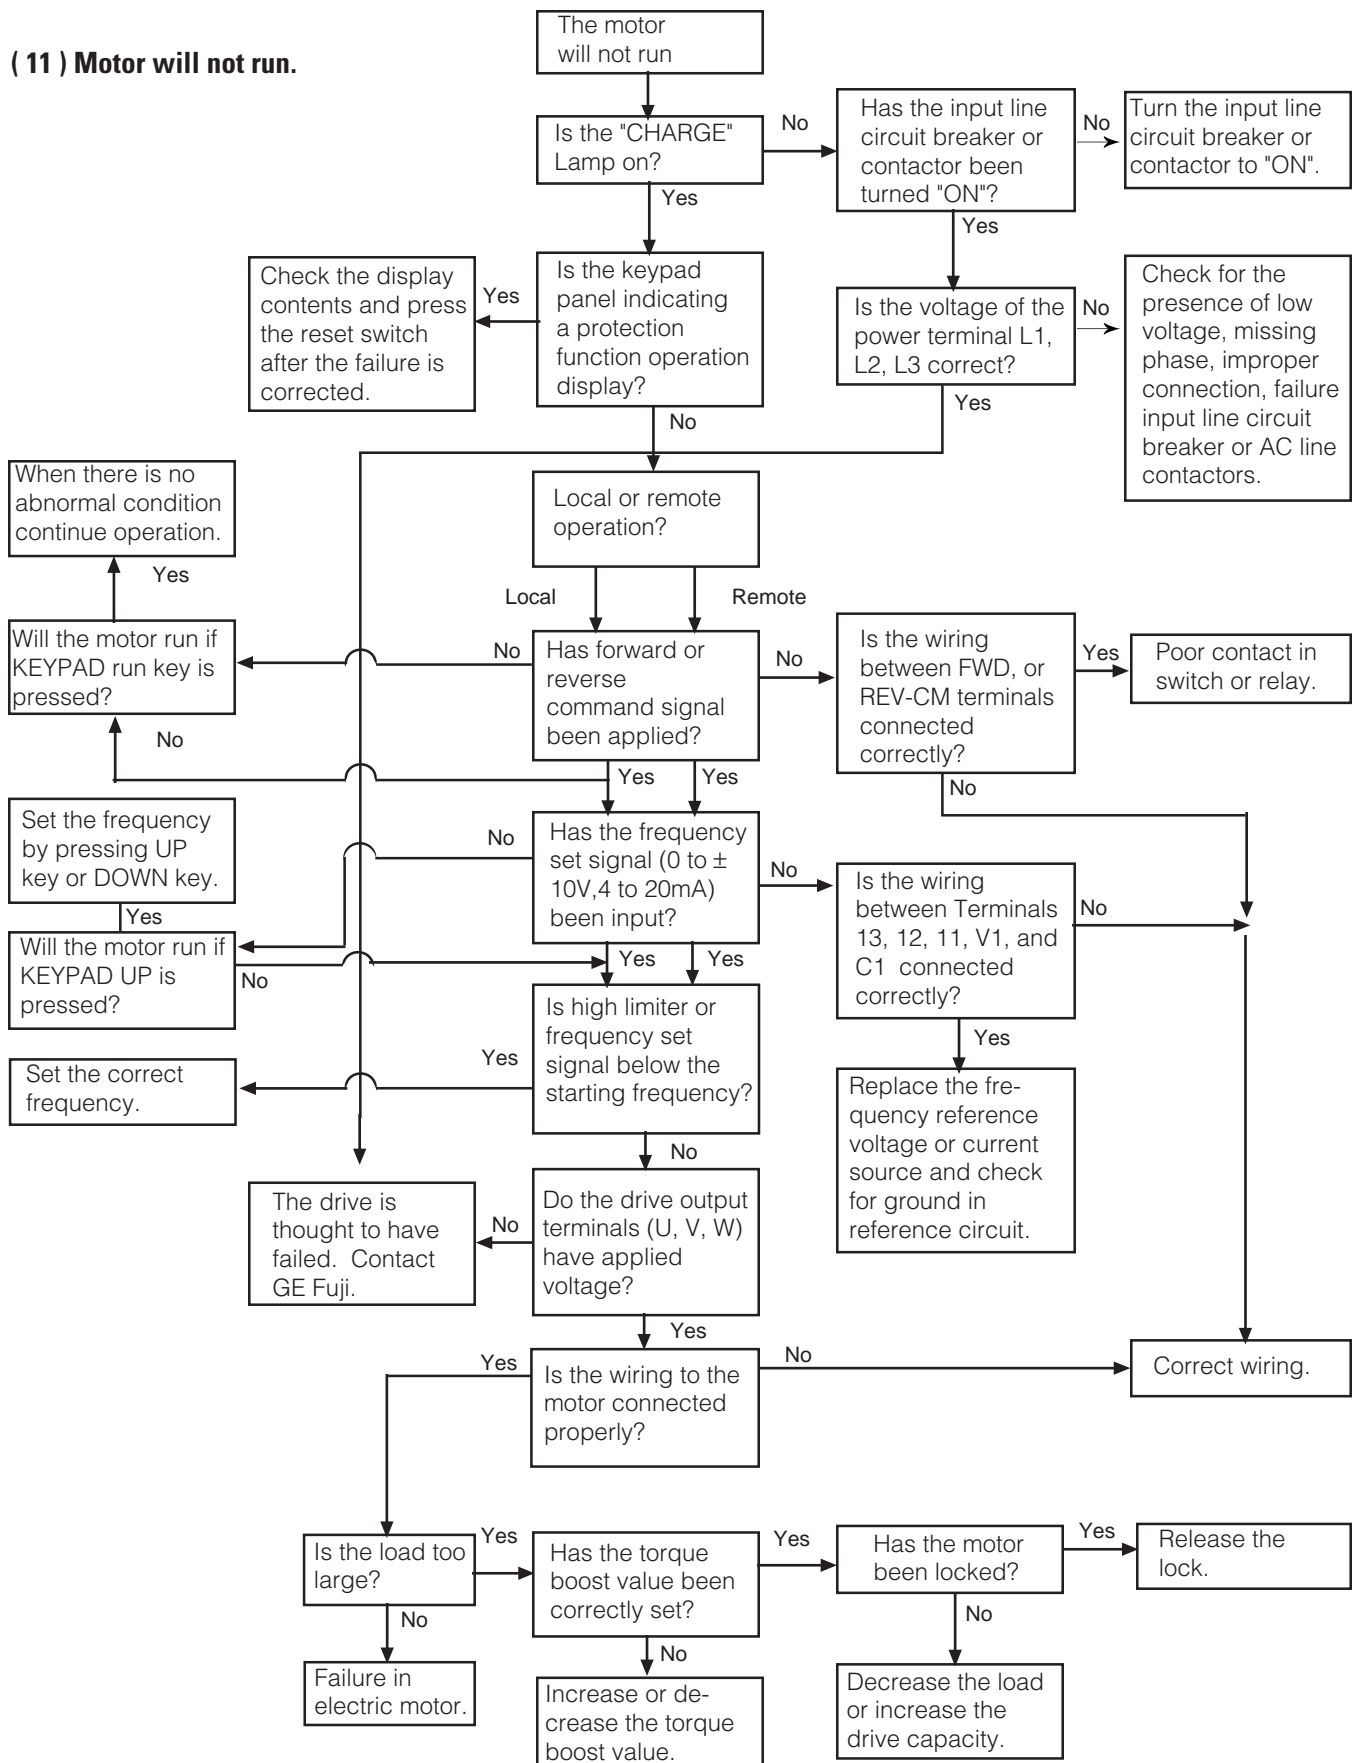 ( 11 ) Motor will not run.
The motor
will not run
Is the "CHARGE"
Lamp on?
No
Has the input line
circuit breaker or
contactor been
turned "ON"?
No
Turn the input line
circuit breaker or
contactor to "ON".
Yes
Yes
Check the display
contents and press
the reset switch
after the failure is
corrected.
Yes
Is the keypad
panel indicating
a protection
function operation
display?
Is the voltage of the
power terminal L1,
L2, L3 correct?
No
Check for the
presence of low
voltage, missing
phase, improper
connection, failure
input line circuit
breaker or AC line
contactors.
No
Yes
When there is no
abnormal condition
continue operation.
Local or remote
operation?
Yes
Local
Remote
Will the motor run if
KEYPAD run key is
pressed?
No
Has forward or
reverse
command signal
been applied?
No
Is the wiring
between FWD, or
REV-CM terminals
connected
correctly?
Yes
Poor contact in
switch or relay.
No
Yes
Yes
No
Set the frequency
by pressing UP
key or DOWN key.
No
Has the frequency
set signal (0 to ±
10V,4 to 20mA)
been input?
No
Is the wiring
between Terminals
13, 12, 11, V1, and
C1 connected
correctly?
No
Yes
Will the motor run if
KEYPAD UP is
pressed?
No
Yes
Yes
Is high limiter or
frequency set
signal below the
starting frequency?
Yes
Yes
Set the correct
frequency.
Replace the fre-
quency reference
voltage or current
source and check
for ground in
reference circuit.
No
The drive is
thought to have
failed. Contact
GE Fuji.
No
Do the drive output
terminals (U, V, W)
have applied
voltage?
Yes
Yes
Is the wiring to the
motor connected
properly?
No
Correct wiring.
Is the load too
large?
Yes
Has the torque
boost value been
correctly set?
Yes
Has the motor
been locked?
Yes
Release the
lock.
No
No
No
Failure in
electric motor.
Increase or de-
crease the torque
boost value.
Decrease the load
or increase the
drive capacity.